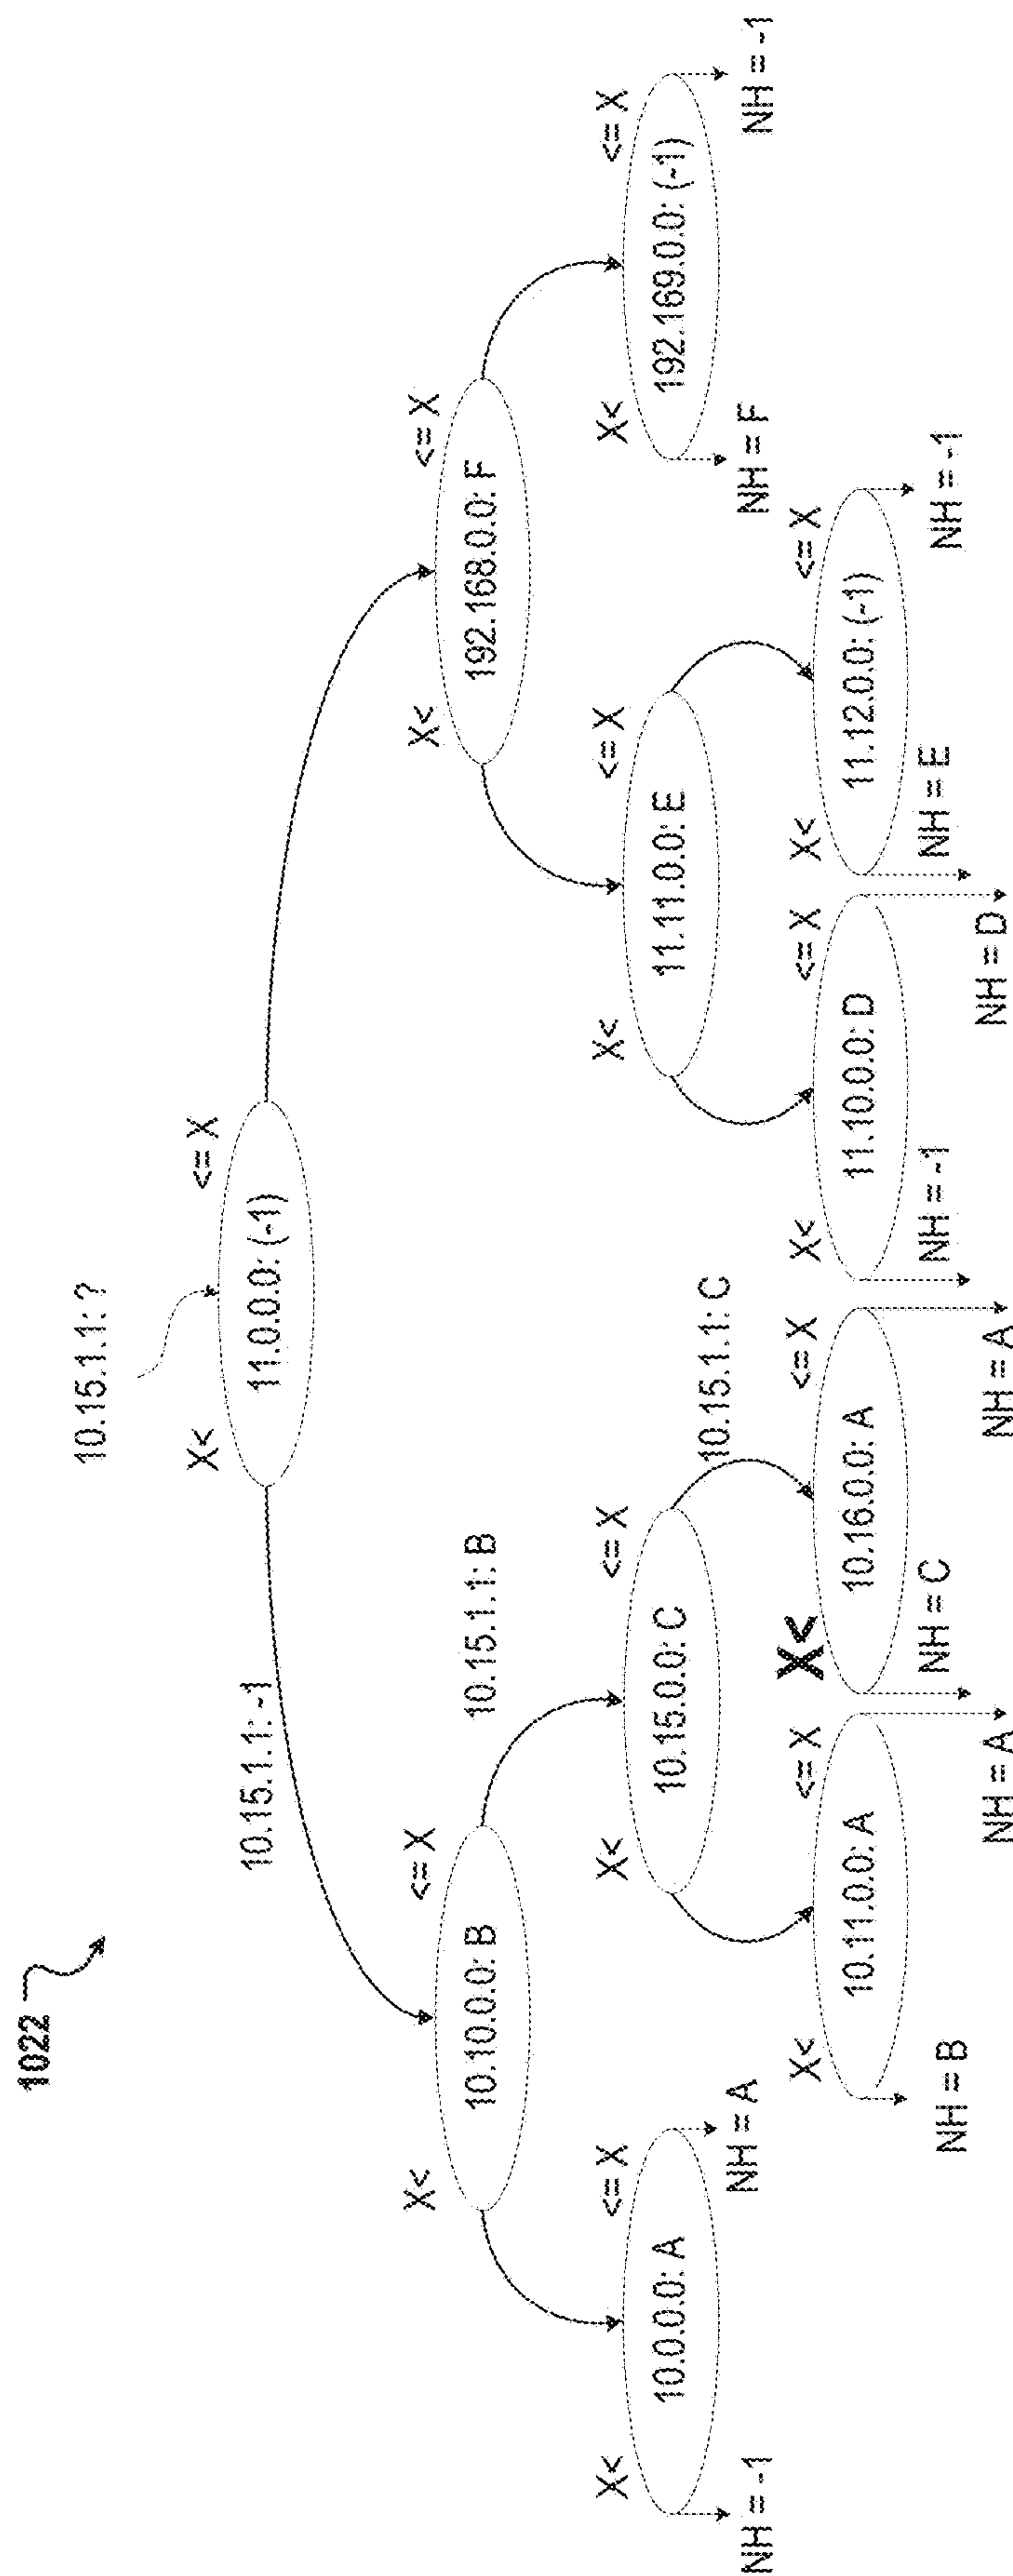 1022
10.15.1.1: ?
X<
<= X
11.0.0.0: (-1)
10.15.1.1: -1
X<
<= X
10.10.0.0: B
10.15.1.1: B
X<
<= X
192.168.0.0: F
X<
<= X
10.0.0.0: A
NH = -1
NH = A
X<
<= X
10.15.0.0: C
10.15.1.1: C
X<
<= X
11.11.0.0: E
X<
<= X
192.169.0.0: (-1)
NH = F
NH = -1
X<
<= X
10.11.0.0: A
NH = B
NH = A
X<
<= X
10.16.0.0: A
NH = C
NH = A
X<
<= X
11.10.0.0: D
NH = -1
NH = D
X<
<= X
11.12.0.0: (-1)
NH = E
NH = -1